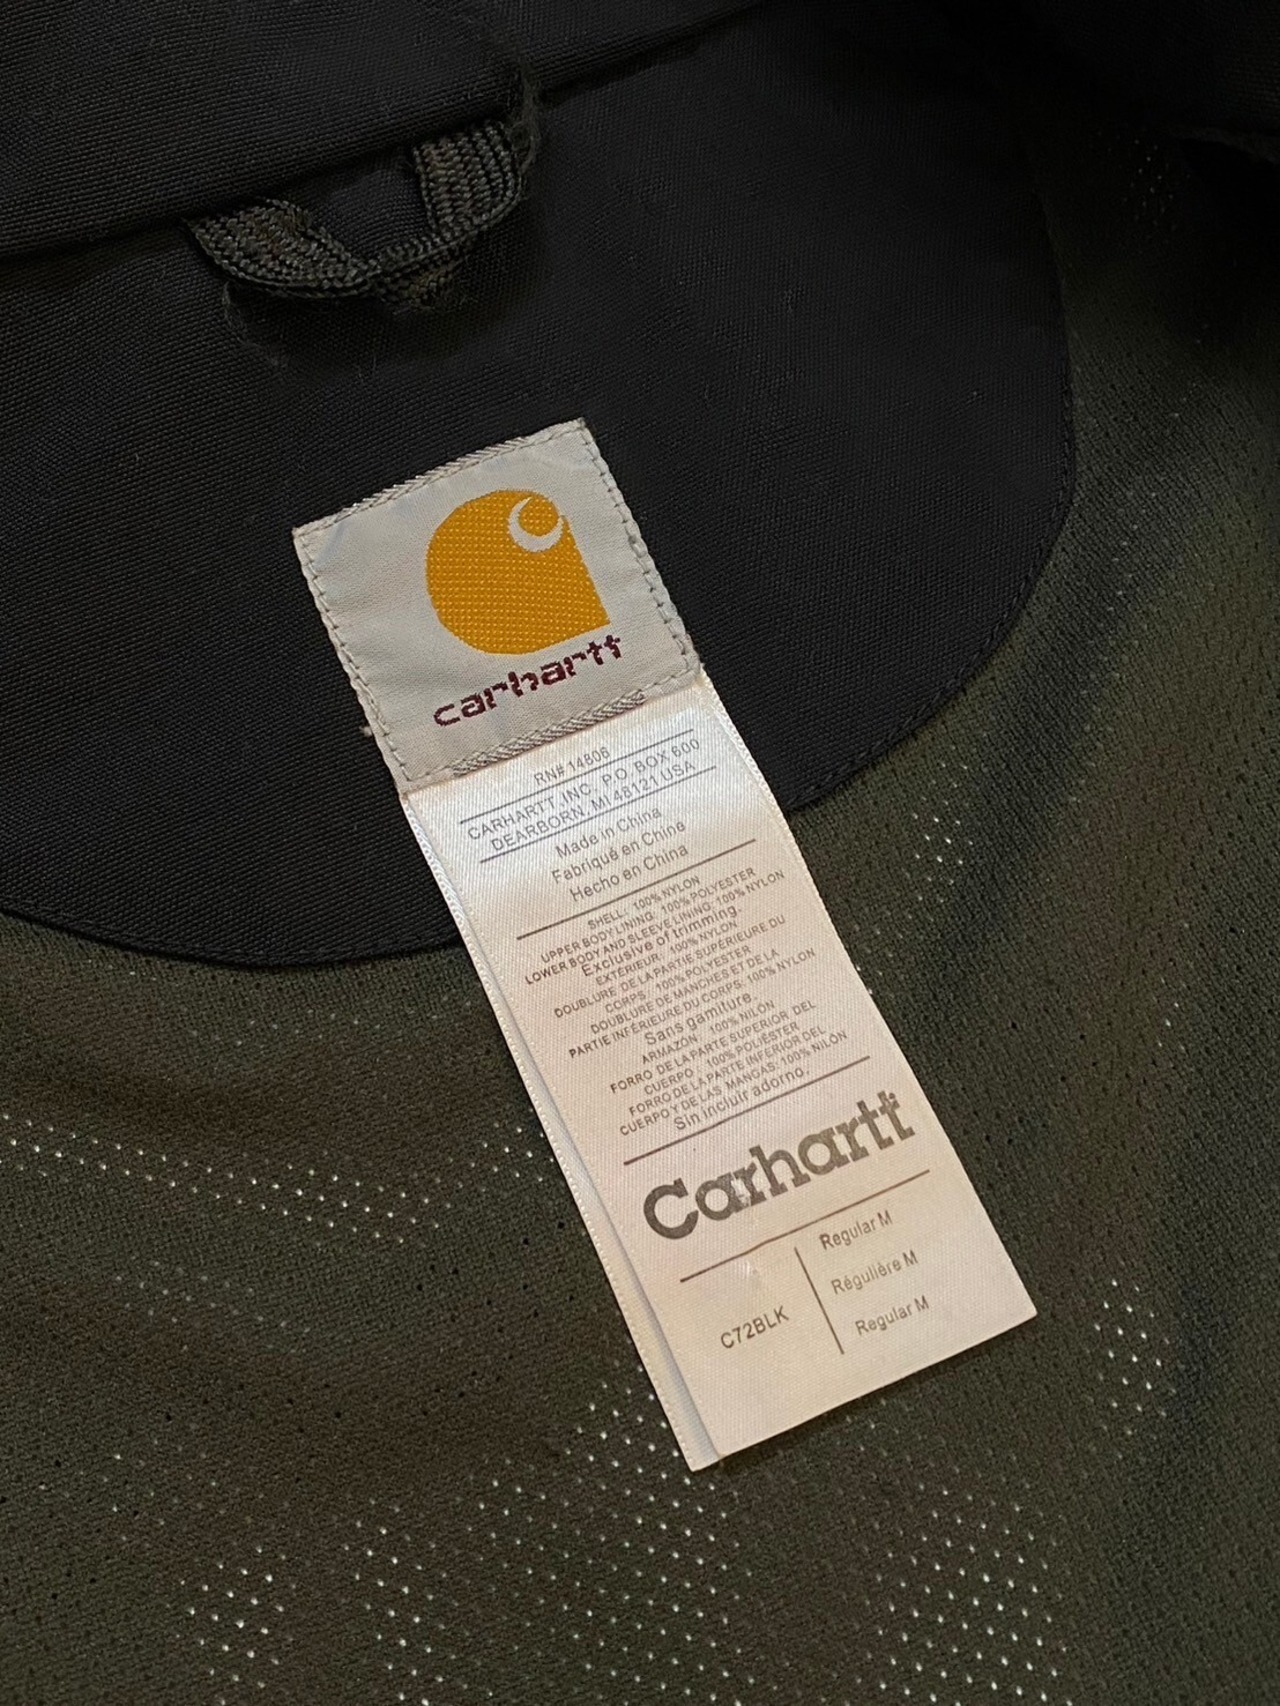 carhartt
RN# 14806
CARHARTT, INC., P.O. BOX 600
DEARBORN, MI 48121 USA
Made in China
Fabriqué en Chine
Hecho en China
SHELL: 100% NYLON
UPPER BODY LINING: 100% POLYESTER
LOWER BODY AND SLEEVE LINING: 100% NYLON
Exclusive of trimming.
EXTÉRIEUR: 100% NYLON
DOUBLURE DE LA PARTIE SUPÉRIEURE DU
CORPS: 100% POLYESTER
DOUBLURE DE MANCHES ET DE LA
PARTIE INFÉRIEURE DU CORPS: 100% NYLON
Sans garniture.
ARMAZÓN: 100% NILÓN
FORRO DE LA PARTE SUPERIOR DEL
CUERPO: 100% POLIÉSTER
FORRO DE LA PARTE INFERIOR DEL
CUERPO Y DE LAS MANGAS: 100% NILÓN
Sin incluir adorno.
Carhartt
Regular M
Régulière M
C72BLK
Regular M